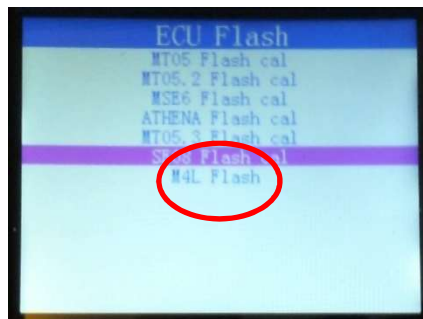 ECU Flash
MT05 Flash cal
MT05.2 Flash cal
MSE6 Flash cal
ATHENA Flash cal
MT05.3 Flash cal
Flash cal
M4L Flash